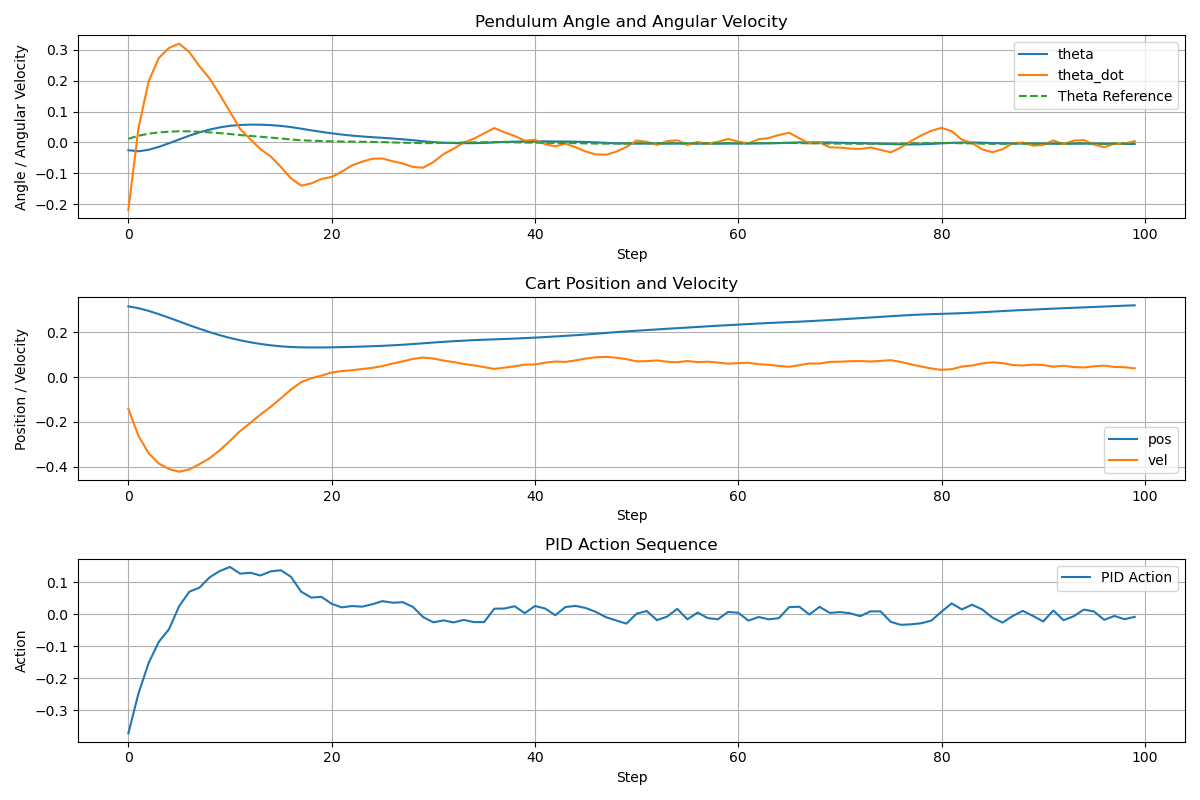 Pendulum Angle and Angular Velocity
Angle / Angular Velocity
0.3
0.2
0.1
0.0
−0.1
−0.2
theta
theta_dot
Theta Reference
0 20 40 60 80 100
Step
Cart Position and Velocity
Position / Velocity
0.2
0.0
−0.2
−0.4
pos
vel
0 20 40 60 80 100
Step
PID Action Sequence
Action
0.1
0.0
−0.1
−0.2
−0.3
PID Action
0 20 40 60 80 100
Step